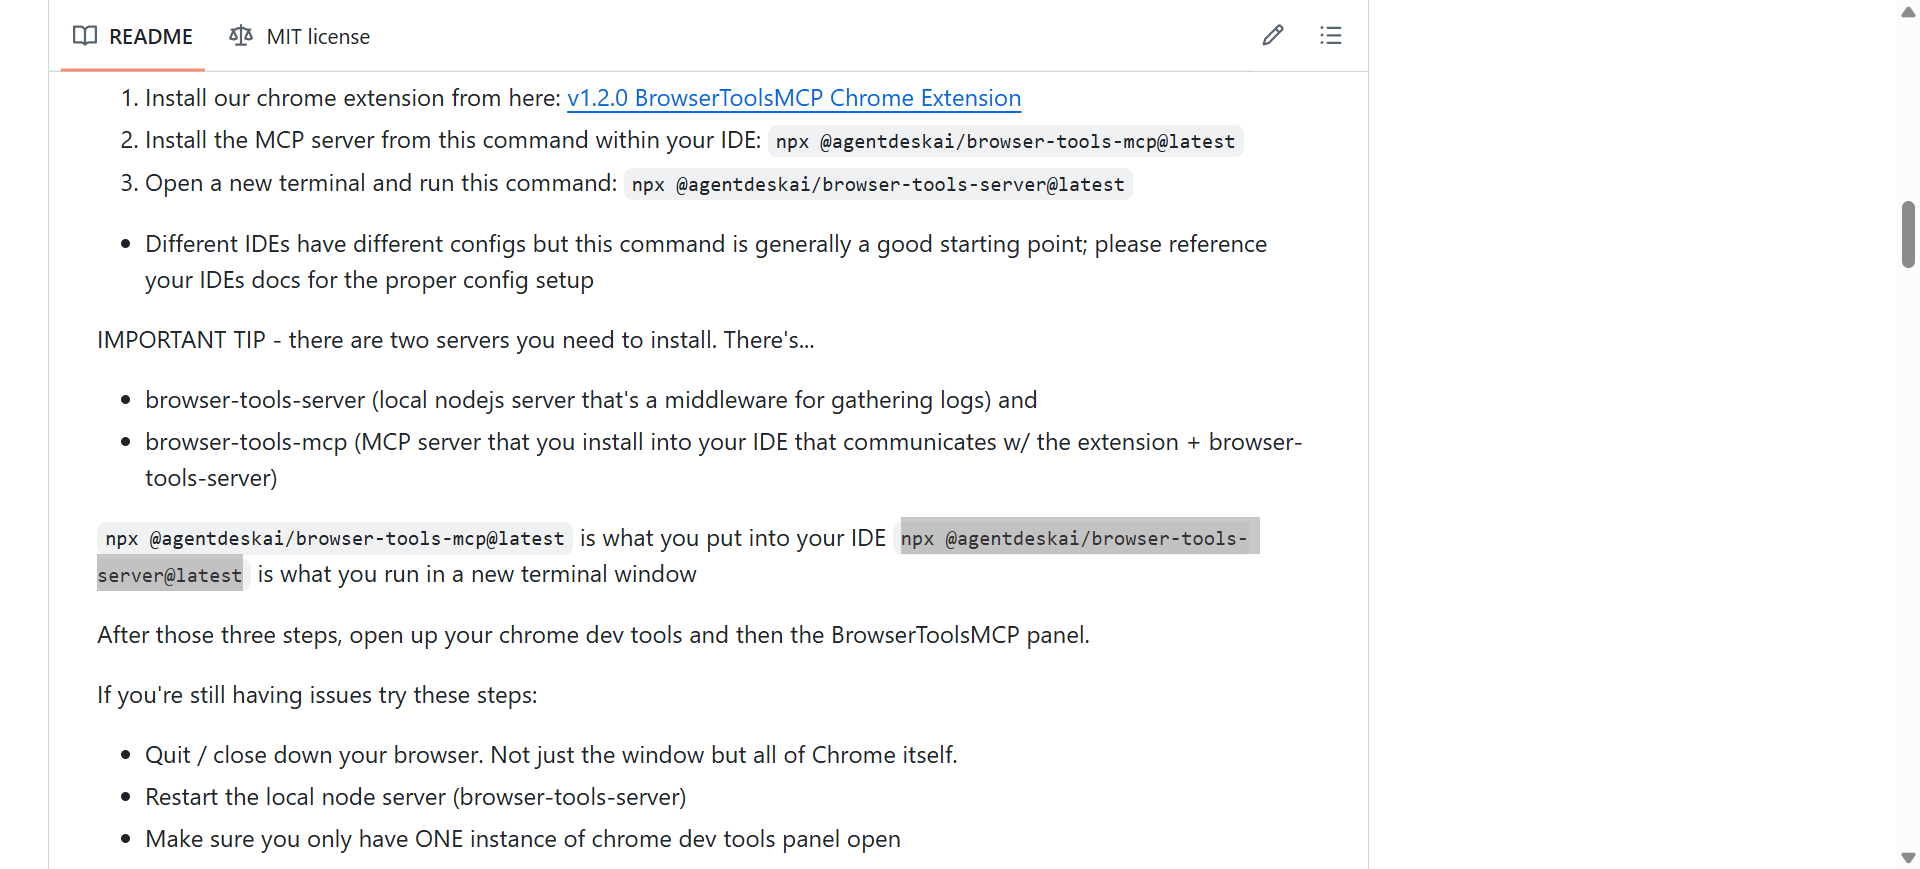 README MIT license
1. Install our chrome extension from here: v1.2.0 BrowserToolsMCP Chrome Extension
2. Install the MCP server from this command within your IDE: npx @agentdeskai/browser-tools-mcp@latest
3. Open a new terminal and run this command: npx @agentdeskai/browser-tools-server@latest
• Different IDEs have different configs but this command is generally a good starting point; please reference
your IDEs docs for the proper config setup
IMPORTANT TIP - there are two servers you need to install. There's...
• browser-tools-server (local nodejs server that's a middleware for gathering logs) and
• browser-tools-mcp (MCP server that you install into your IDE that communicates w/ the extension + browser-
tools-server)
npx @agentdeskai/browser-tools-mcp@latest is what you put into your IDE npx @agentdeskai/browser-tools-
server@latest is what you run in a new terminal window
After those three steps, open up your chrome dev tools and then the BrowserToolsMCP panel.
If you're still having issues try these steps:
• Quit / close down your browser. Not just the window but all of Chrome itself.
• Restart the local node server (browser-tools-server)
• Make sure you only have ONE instance of chrome dev tools panel open